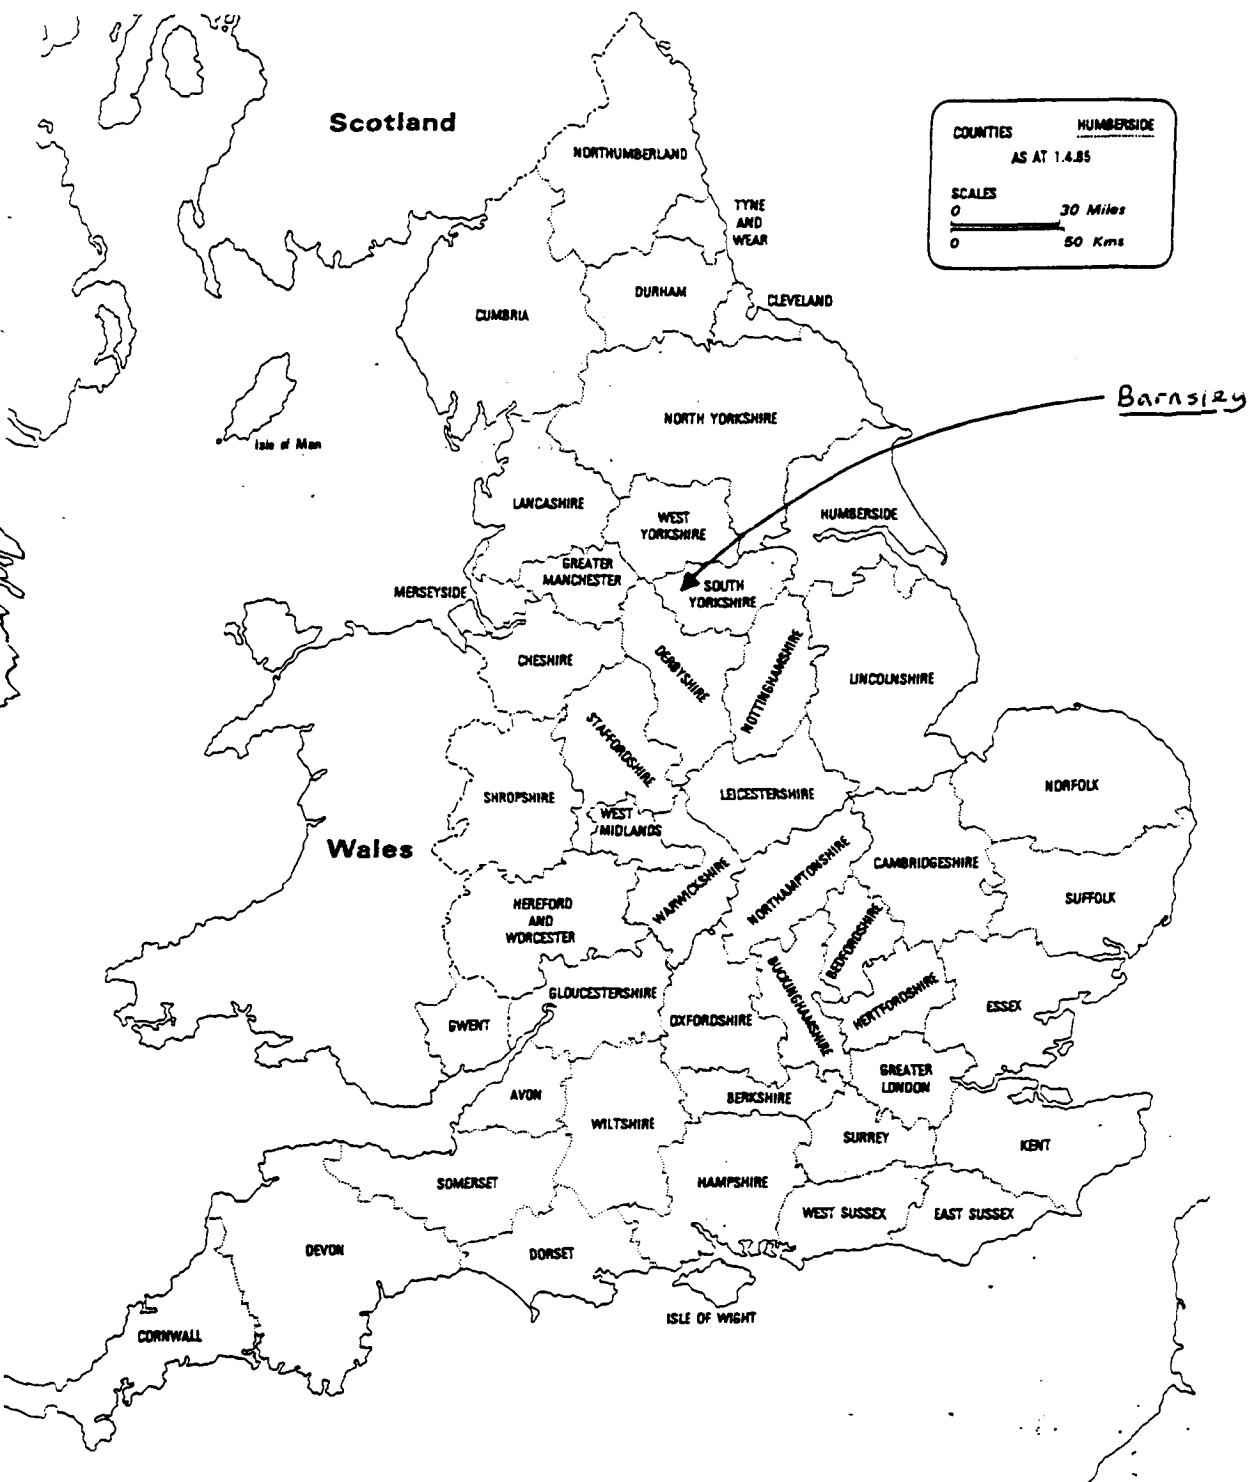 Scotland
COUNTIES HUMBERSIDE
AS AT 1.4.85
SCALES
0 30 Miles
0 50 Kms
NORTHUMBERLAND
TYNE
AND
WEAR
DURHAM
CLEVELAND
CUMBRIA
Barnsley
NORTH YORKSHIRE
Isle of Man
LANCASHIRE
WEST
YORKSHIRE
HUMBERSIDE
GREATER
MANCHESTER
MERSEYSIDE
SOUTH
YORKSHIRE
CHESHIRE
DERBYSHIRE
NOTTINGHAMSHIRE
LINCOLNSHIRE
STAFFORDSHIRE
SHROPSHIRE
LEICESTERSHIRE
NORFOLK
WEST
MIDLANDS
Wales
WARWICKSHIRE
NORTHAMPTONSHIRE
CAMBRIDGESHIRE
SUFFOLK
HEREFORD
AND
WORCESTER
BEDFORDSHIRE
BUCKINGHAMSHIRE
HERTFORDSHIRE
ESSEX
GLOUCESTERSHIRE
GWENT
OXFORDSHIRE
GREATER
LONDON
AVON
BERKSHIRE
WILTSHIRE
SURREY
KENT
SOMERSET
HAMPSHIRE
WEST SUSSEX
EAST SUSSEX
DEVON
DORSET
ISLE OF WIGHT
CORNWALL